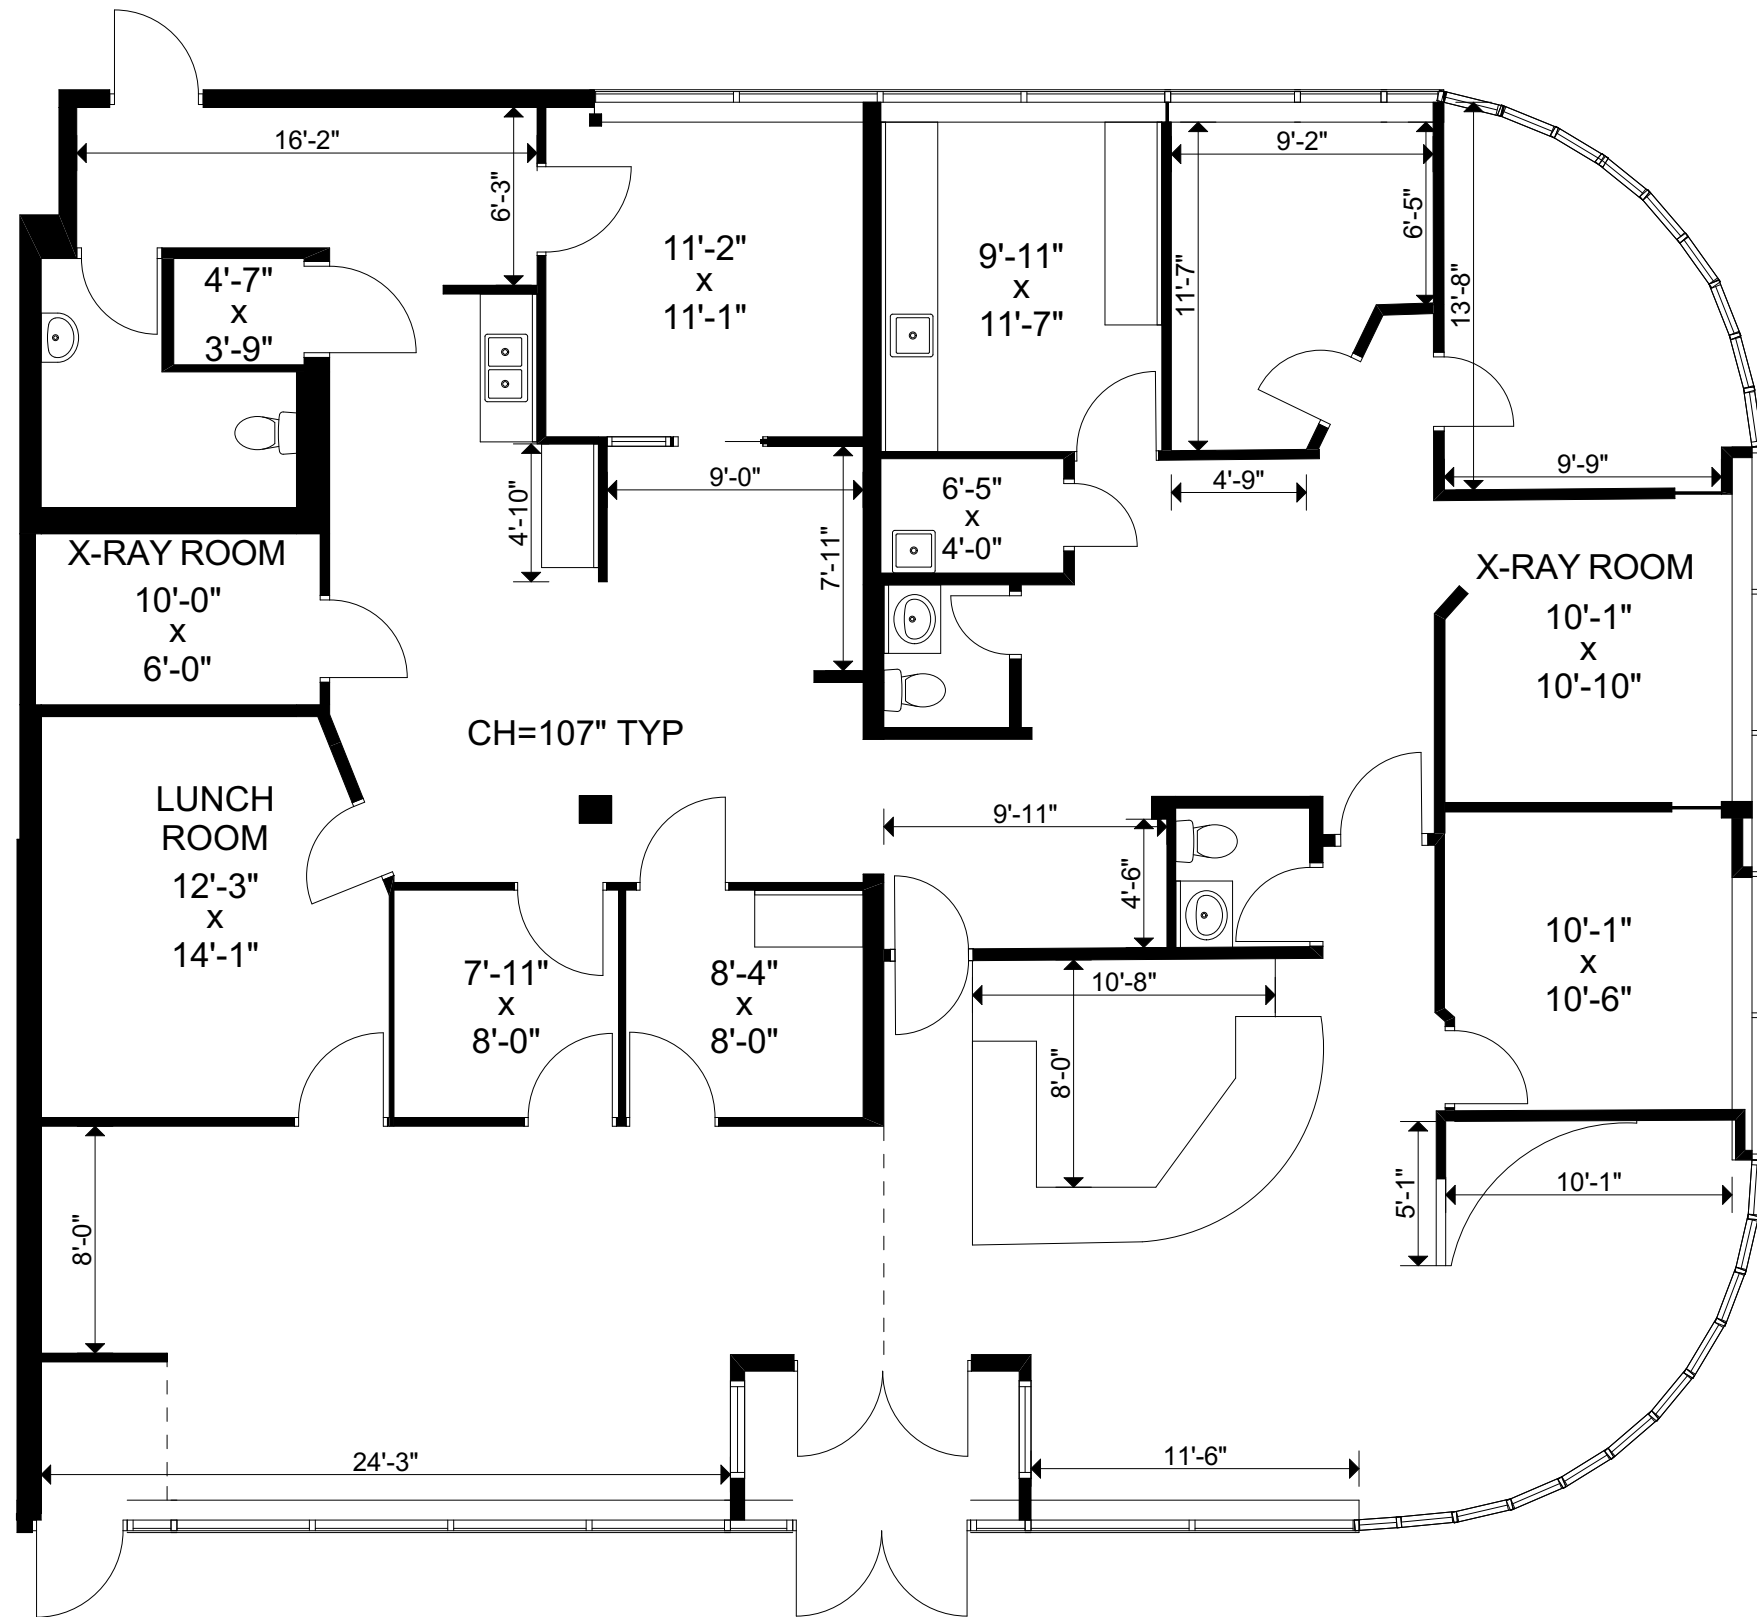 16'-2"
6'-3"
11'-2"
x
11'-1"
9'-11"
x
11'-7"
11'-7"
9'-2"
6'-5"
13'-8"
4'-7"
x
3'-9"
4'-10"
9'-0"
7'-11"
6'-5"
x
4'-0"
4'-9"
9'-9"
X-RAY ROOM
10'-0"
x
6'-0"
X-RAY ROOM
10'-1"
x
10'-10"
CH=107" TYP
LUNCH
ROOM
12'-3"
x
14'-1"
9'-11"
4'-6"
7'-11"
x
8'-0"
8'-4"
x
8'-0"
10'-8"
8'-0"
10'-1"
x
10'-6"
5'-1"
10'-1"
8'-0"
24'-3"
11'-6"